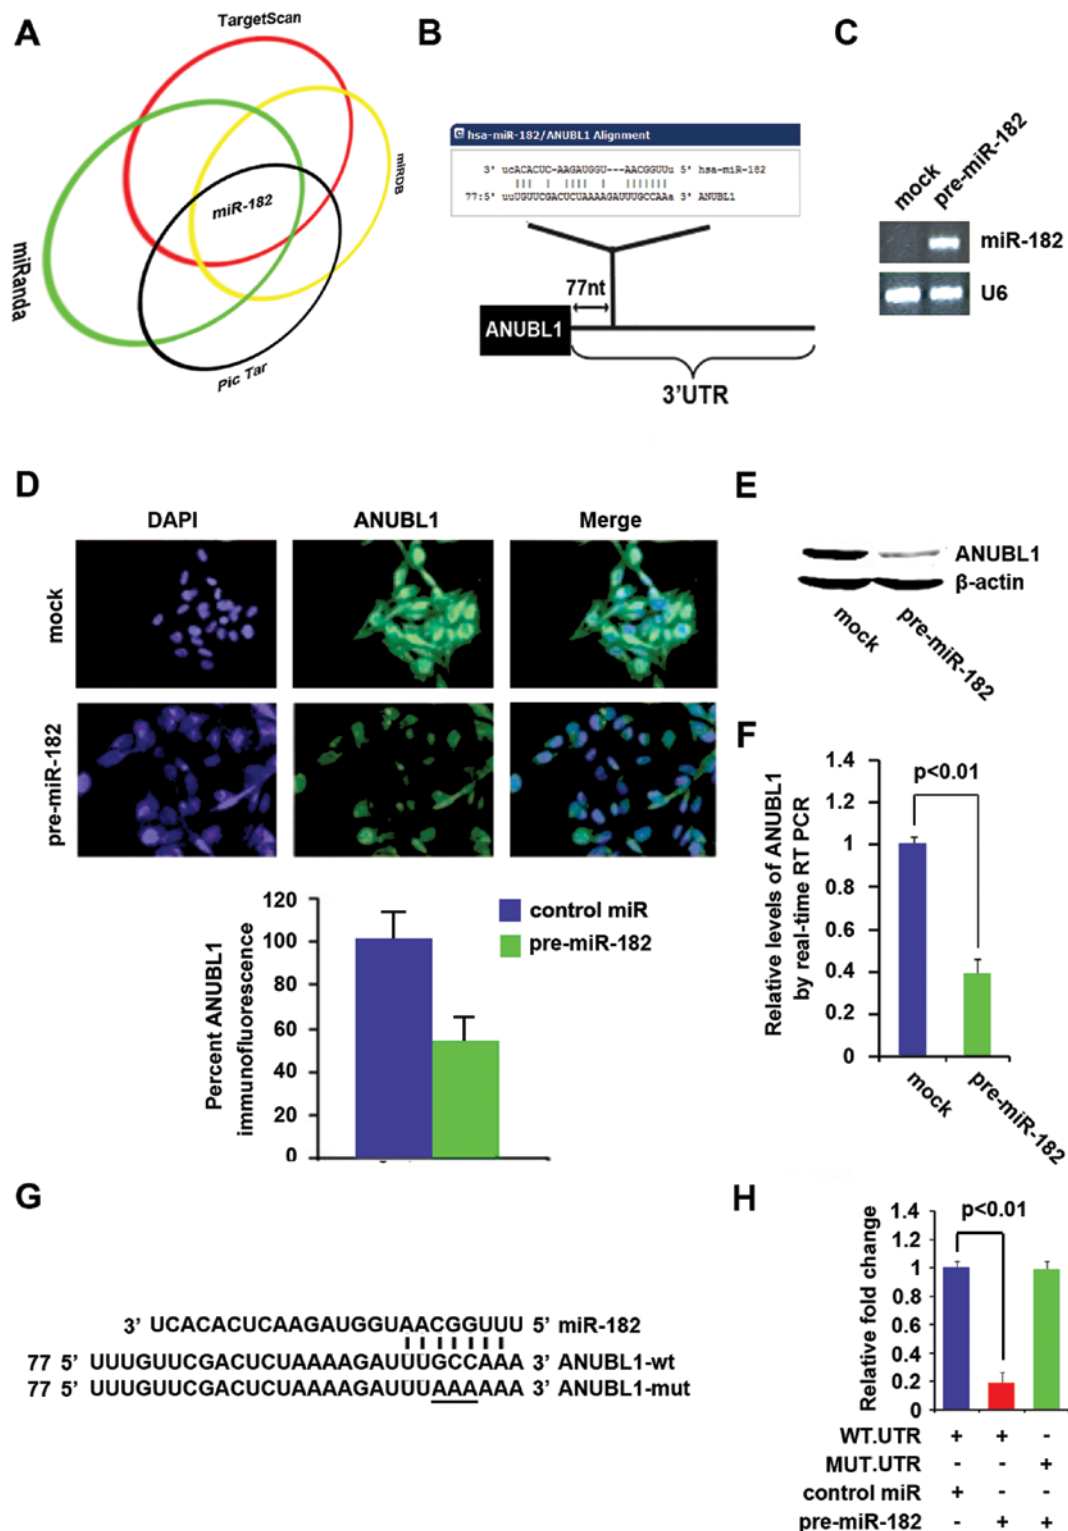 A
TargetScan
miRDB
miR-182
miRanda
Pic Tar
B
hsa-miR-182/ANUBL1 Alignment
3' ucACACUC-AAGAUGGU---AACGGUUu 5' hsa-miR-182
77:5' uuUGUUCGACUCUAAAAGAUUUGCCAAa 3' ANUBL1
77nt
ANUBL1
3'UTR
C
mock
pre-miR-182
miR-182
U6
D
DAPI
ANUBL1
Merge
mock
pre-miR-182
Percent ANUBL1
immunofluorescence
120
100
80
60
40
20
0
control miR
pre-miR-182
E
ANUBL1
β-actin
mock
pre-miR-182
F
Relative levels of ANUBL1
by real-time RT PCR
1.4
1.2
1
0.8
0.6
0.4
0.2
0
p<0.01
mock
pre-miR-182
G
3' UCACACUCAAGAUGGUAACGGUUU 5' miR-182
77 5' UUUGUUCGACUCUAAAAGAUUUGCCAAA 3' ANUBL1-wt
77 5' UUUGUUCGACUCUAAAAGAUUUAAAAAA 3' ANUBL1-mut
H
Relative fold change
1.4
1.2
1
0.8
0.6
0.4
0.2
0
p<0.01
WT.UTR + + -
MUT.UTR - - +
control miR + - -
pre-miR-182 - + +